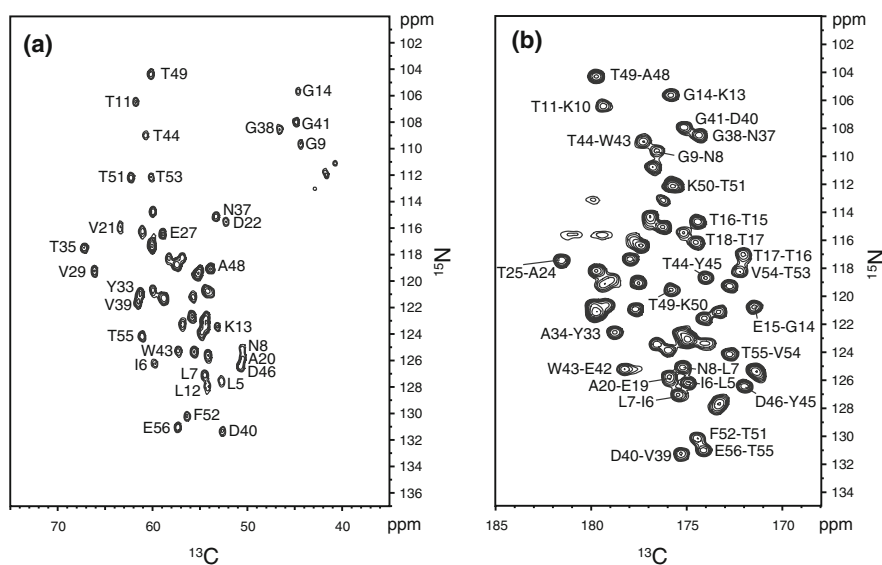 (a)
ppm
102
104
106
108
110
112
114
116
118
120
122
124
126
128
130
132
134
136
15N
T49
G14
T11
G38 G41
T44
G9
T51 T53
N37
V21 D22
E27
T35
V29 A48
Y33
V39
K13
T55
N8
W43 A20
I6 D46
L7 L5
L12
F52
E56 D40
70 60 50 40 ppm
13C
(b)
ppm
102
104
106
108
110
112
114
116
118
120
122
124
126
128
130
132
134
15N
T49-A48
G14-K13
T11-K10
G41-D40
T44-W43 G38-N37
G9-N8
K50-T51
T16-T15
T18-T17
T17-T16
T25-A24 T44-Y45 V54-T53
T49-K50
E15-G14
A34-Y33
T55-V54
W43-E42 N8-L7
A20-E19 I6-L5
L7-I6 D46-Y45
F52-T51
D40-V39 E56-T55
185 180 175 170 ppm
13C